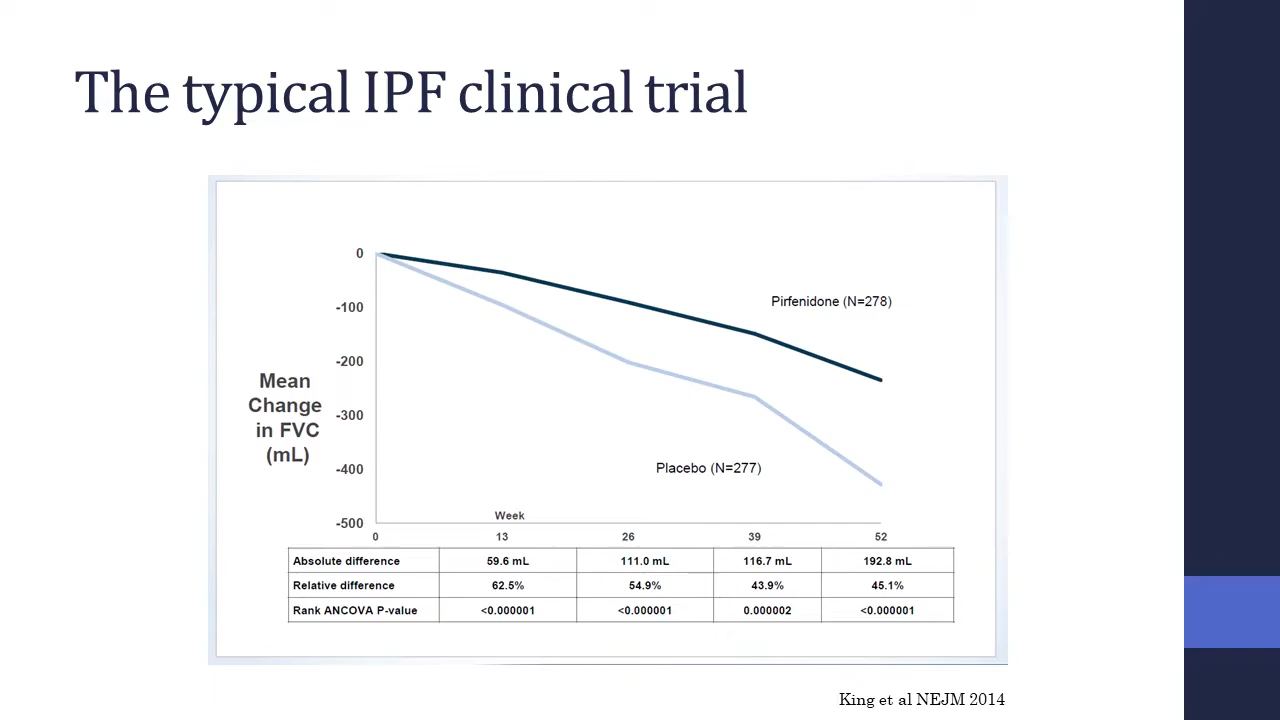 The typical IPF clinical trial
0
-100
Pirfenidone (N=278)
-200
Mean
Change
in FVC
(mL)
-300
-400
Placebo (N=277)
-500
Week
0 13 26 39 52
Absolute difference 59.6 mL 111.0 mL 116.7 mL 192.8 mL
Relative difference 62.5% 54.9% 43.9% 45.1%
Rank ANCOVA P-value <0.000001 <0.000001 0.000002 <0.000001
King et al NEJM 2014